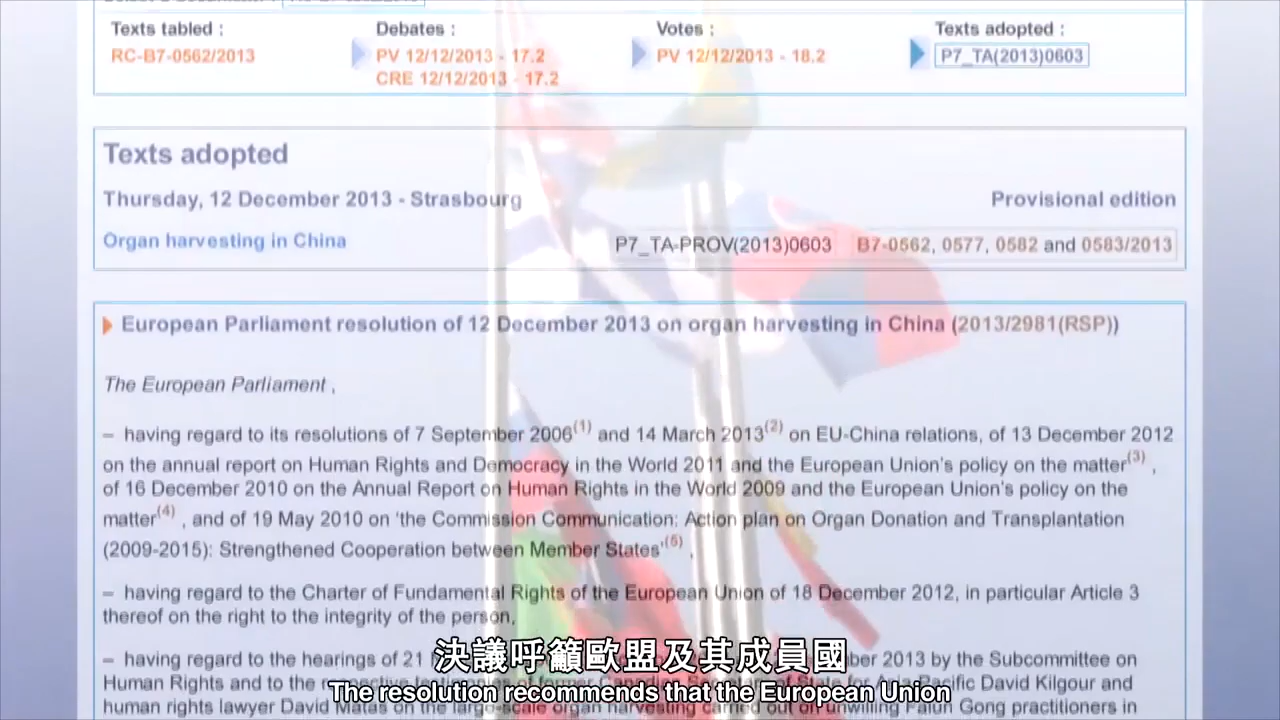 Texts tabled :
Debates :
Votes :
Texts adopted :
RC-B7-0562/2013
PV 12/12/2013 - 17.2
CRE 12/12/2013 - 17.2
PV 12/12/2013 - 18.2
P7_TA(2013)0603
Texts adopted
Thursday, 12 December 2013 - Strasbourg
Provisional edition
Organ harvesting in China
P7_TA-PROV(2013)0603
B7-0562, 0577, 0582 and 0583/2013
European Parliament resolution of 12 December 2013 on organ harvesting in China (2013/2981(RSP))
The European Parliament ,
– having regard to its resolutions of 7 September 2006(1) and 14 March 2013(2) on EU-China relations, of 13 December 2012
on the annual report on Human Rights and Democracy in the World 2011 and the European Union's policy on the matter(3) ,
of 16 December 2010 on the Annual Report on Human Rights in the World 2009 and the European Union's policy on the
matter(4) , and of 19 May 2010 on 'the Commission Communication: Action plan on Organ Donation and Transplantation
(2009-2015): Strengthened Cooperation between Member States'(5) ,
– having regard to the Charter of Fundamental Rights of the European Union of 18 December 2012, in particular Article 3
thereof on the right to the integrity of the person,
– having regard to the hearings of 21 ber 2013 by the Subcommittee on
Human Rights and to the Pacific David Kilgour and
human rights lawyer David Matas on the large-scale organ harvesting carried out on unwilling Falun Gong practitioners in
決議呼籲歐盟及其成員國
The resolution recommends that the European Union